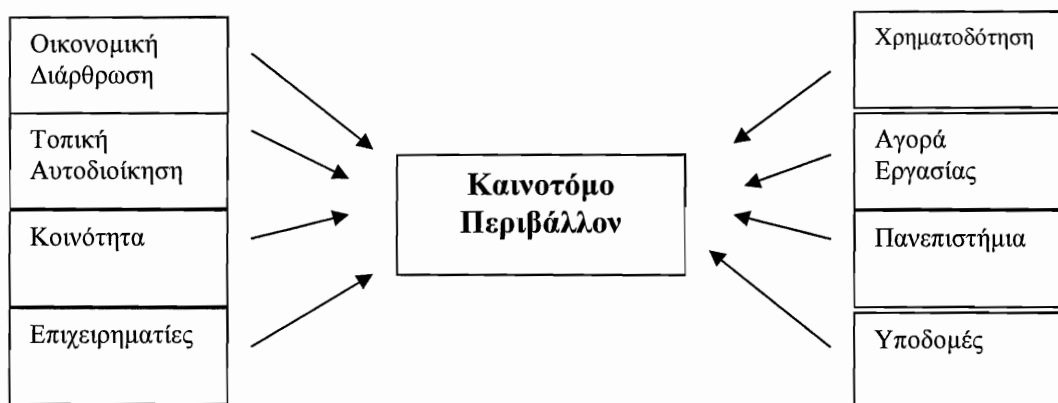 Οικονομική
Διάρθρωση
Τοπική
Αυτοδιοίκηση
Κοινότητα
Επιχειρηματίες
Καινοτόμο
Περιβάλλον
Χρηματοδότηση
Αγορά
Εργασίας
Πανεπιστήμια
Υποδομές